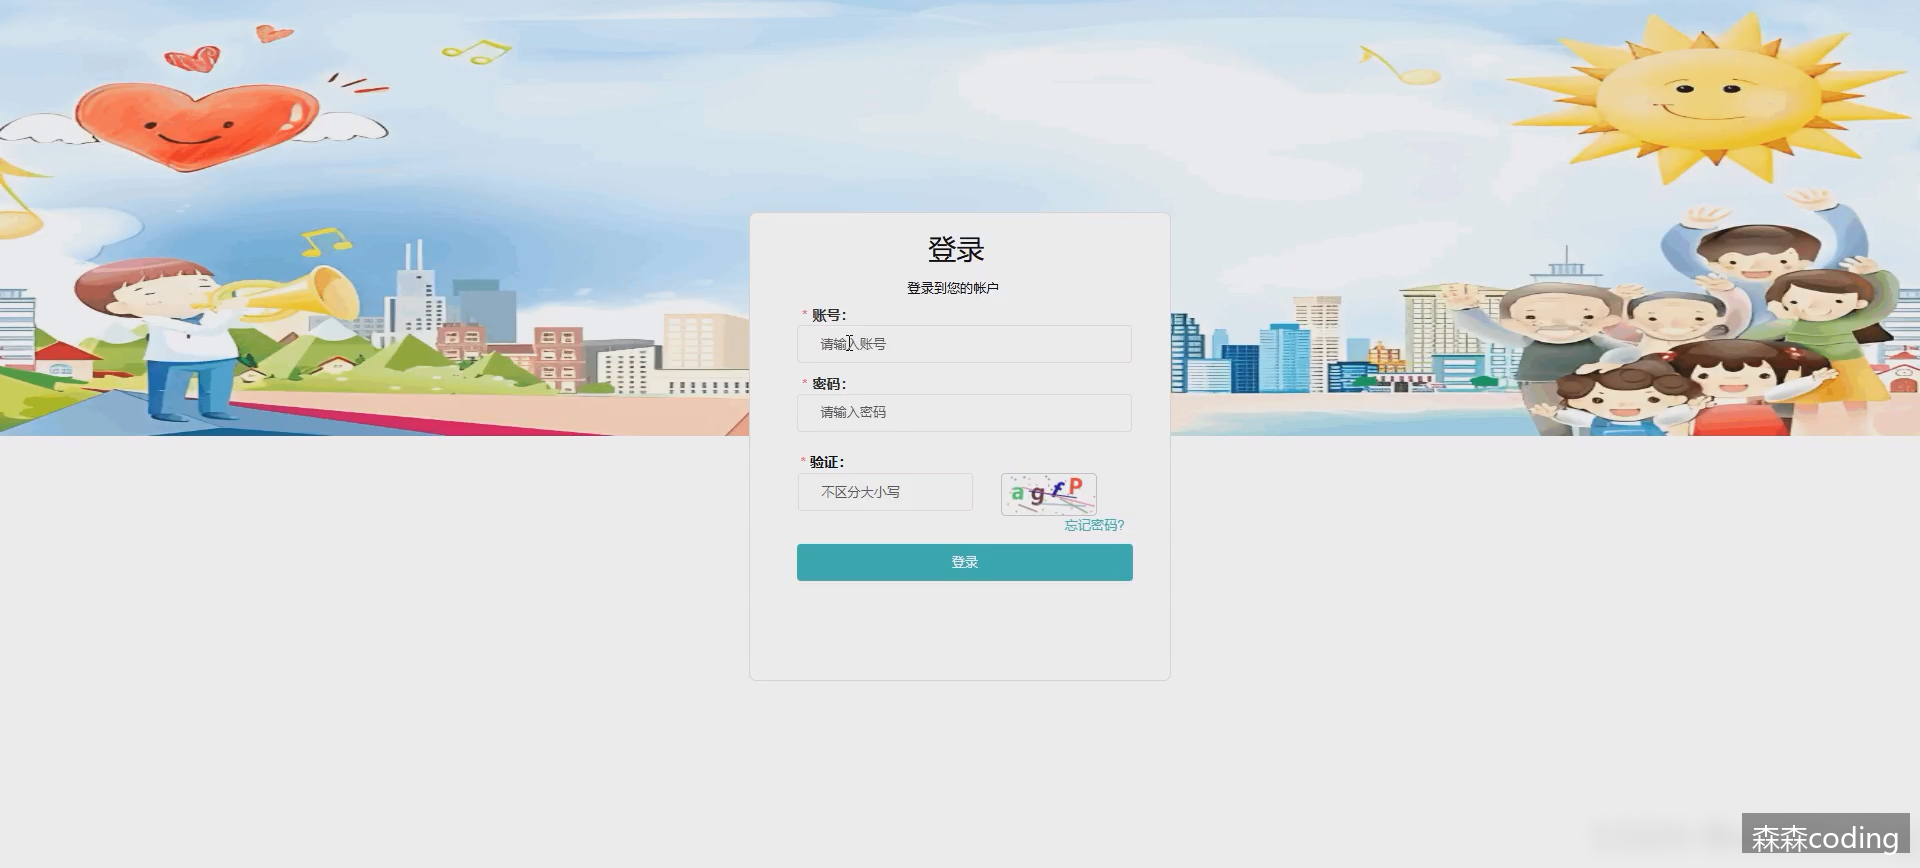 登录
登录到您的帐户
* 账号：
请输入账号
* 密码：
请输入密码
* 验证：
不区分大小写
agfP
忘记密码?
登录
森森coding